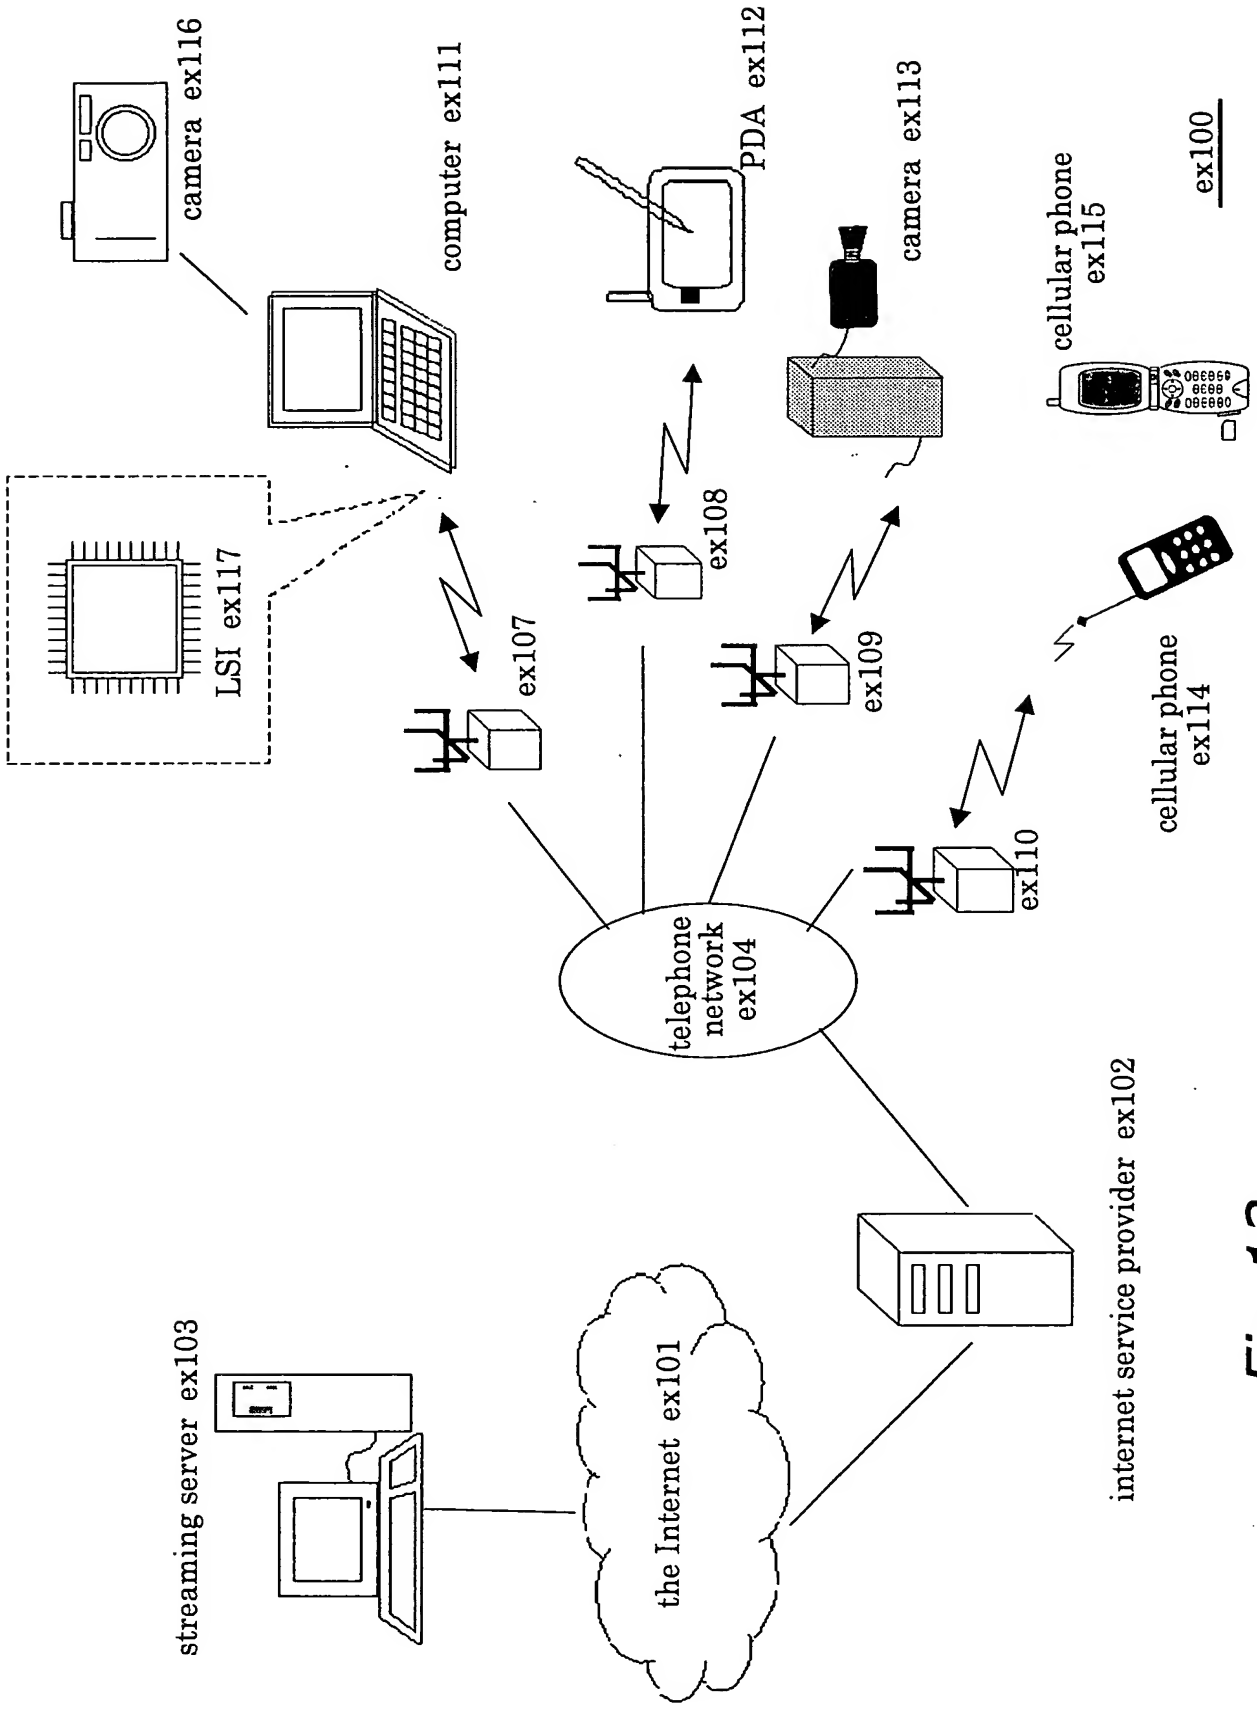 streaming server ex103
the Internet ex101
internet service provider ex102
telephone
network
ex104
LSI ex117
ex107
ex108
ex109
ex110
camera ex116
computer ex111
PDA ex112
camera ex113
cellular phone
ex115
cellular phone
ex114
ex100